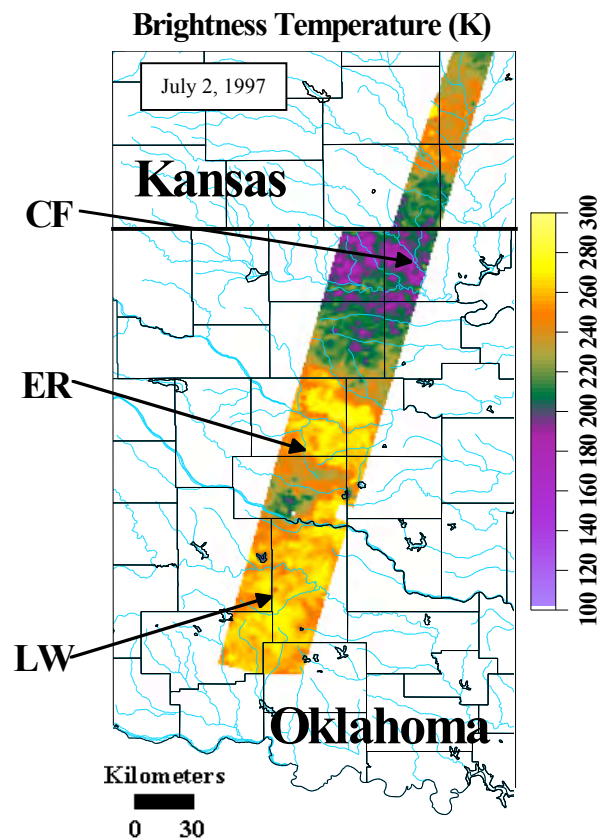 Brightness Temperature (K)
July 2, 1997
Kansas
CF
ER
LW
Oklahoma
Kilometers
0 30
100 120 140 160 180 200 220 240 260 280 300